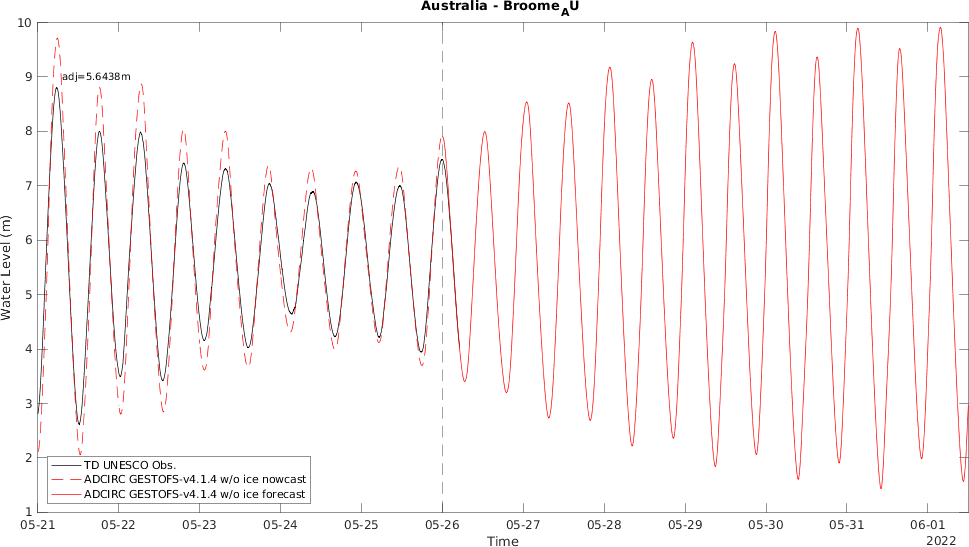 Australia - Broome_AU
10
9
8
7
6
5
4
3
2
1
Water Level (m)
adj=5.6438m
TD UNESCO Obs.
ADCIRC GESTOFS-v4.1.4 w/o ice nowcast
ADCIRC GESTOFS-v4.1.4 w/o ice forecast
05-21 05-22 05-23 05-24 05-25 05-26 05-27 05-28 05-29 05-30 05-31 06-01
Time
2022